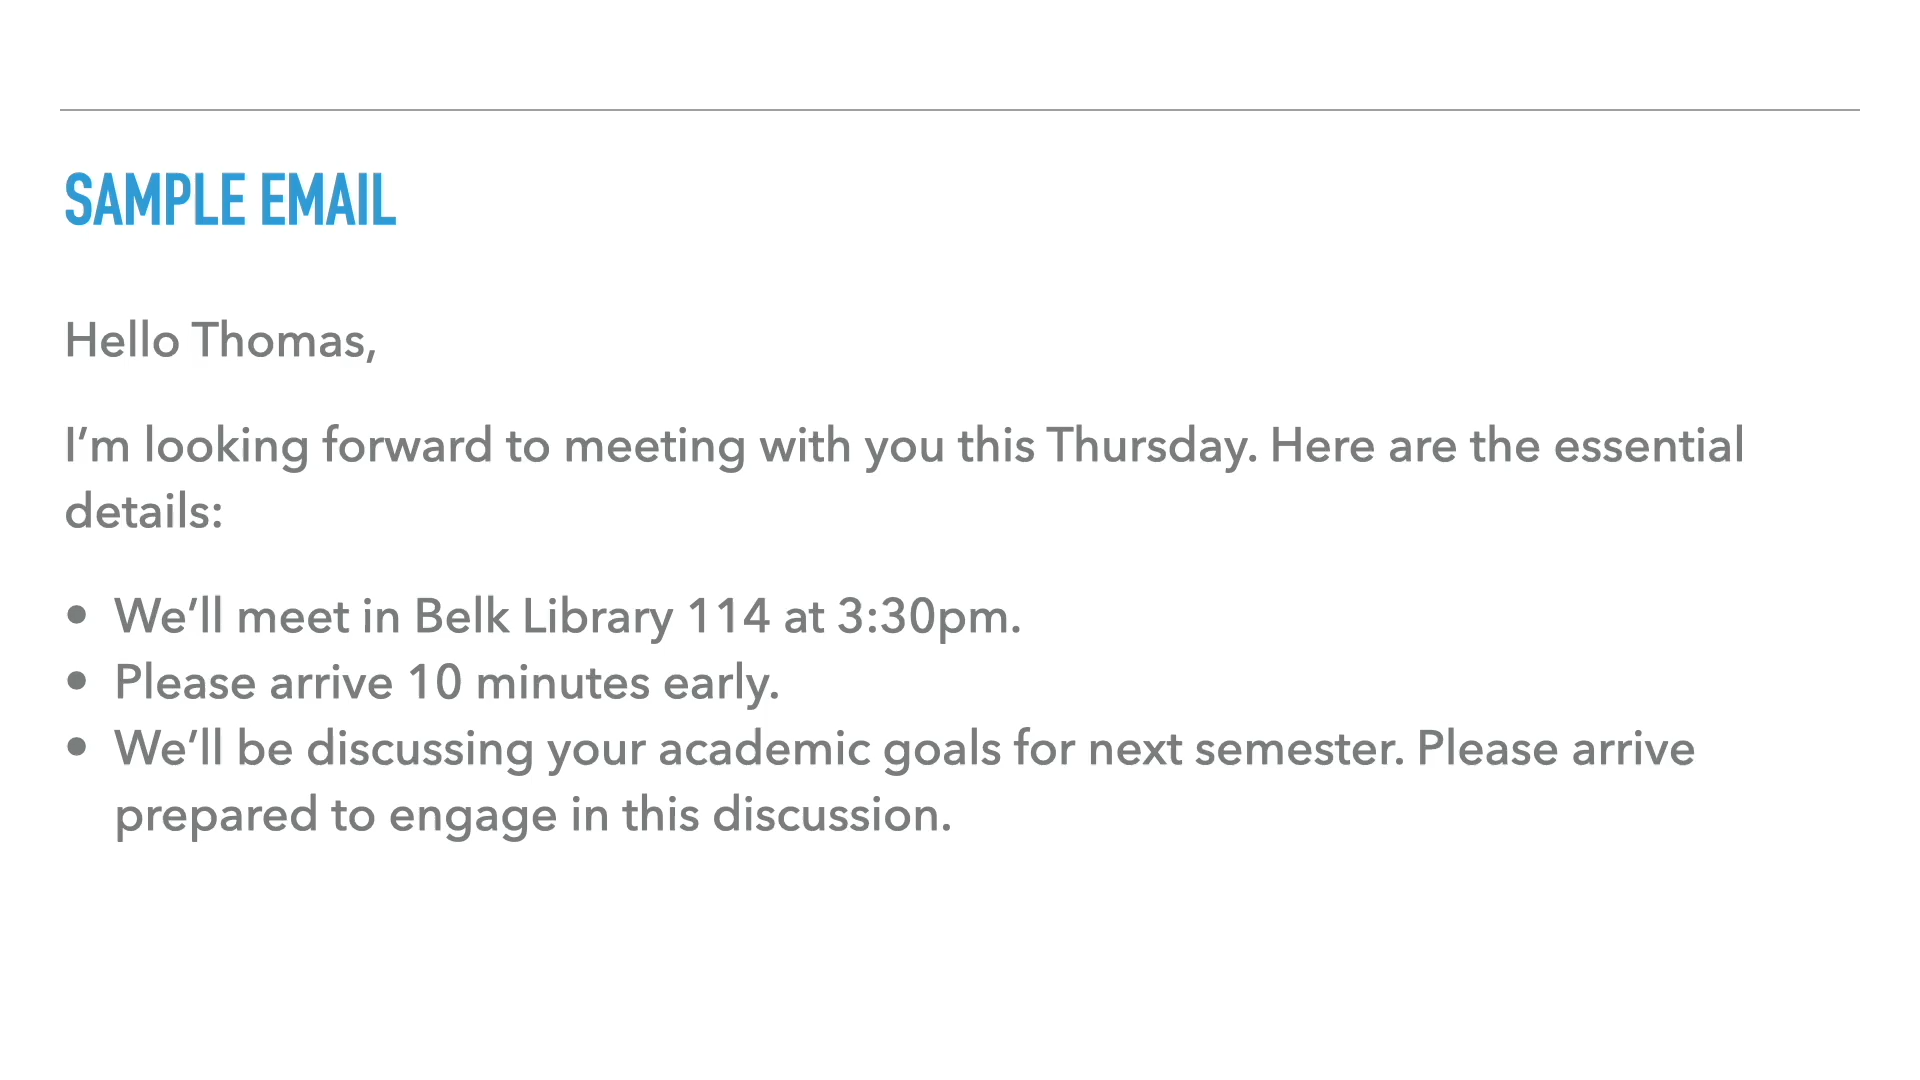 SAMPLE EMAIL
Hello Thomas,
I’m looking forward to meeting with you this Thursday. Here are the essential
details:
• We’ll meet in Belk Library 114 at 3:30pm.
• Please arrive 10 minutes early.
• We’ll be discussing your academic goals for next semester. Please arrive
prepared to engage in this discussion.